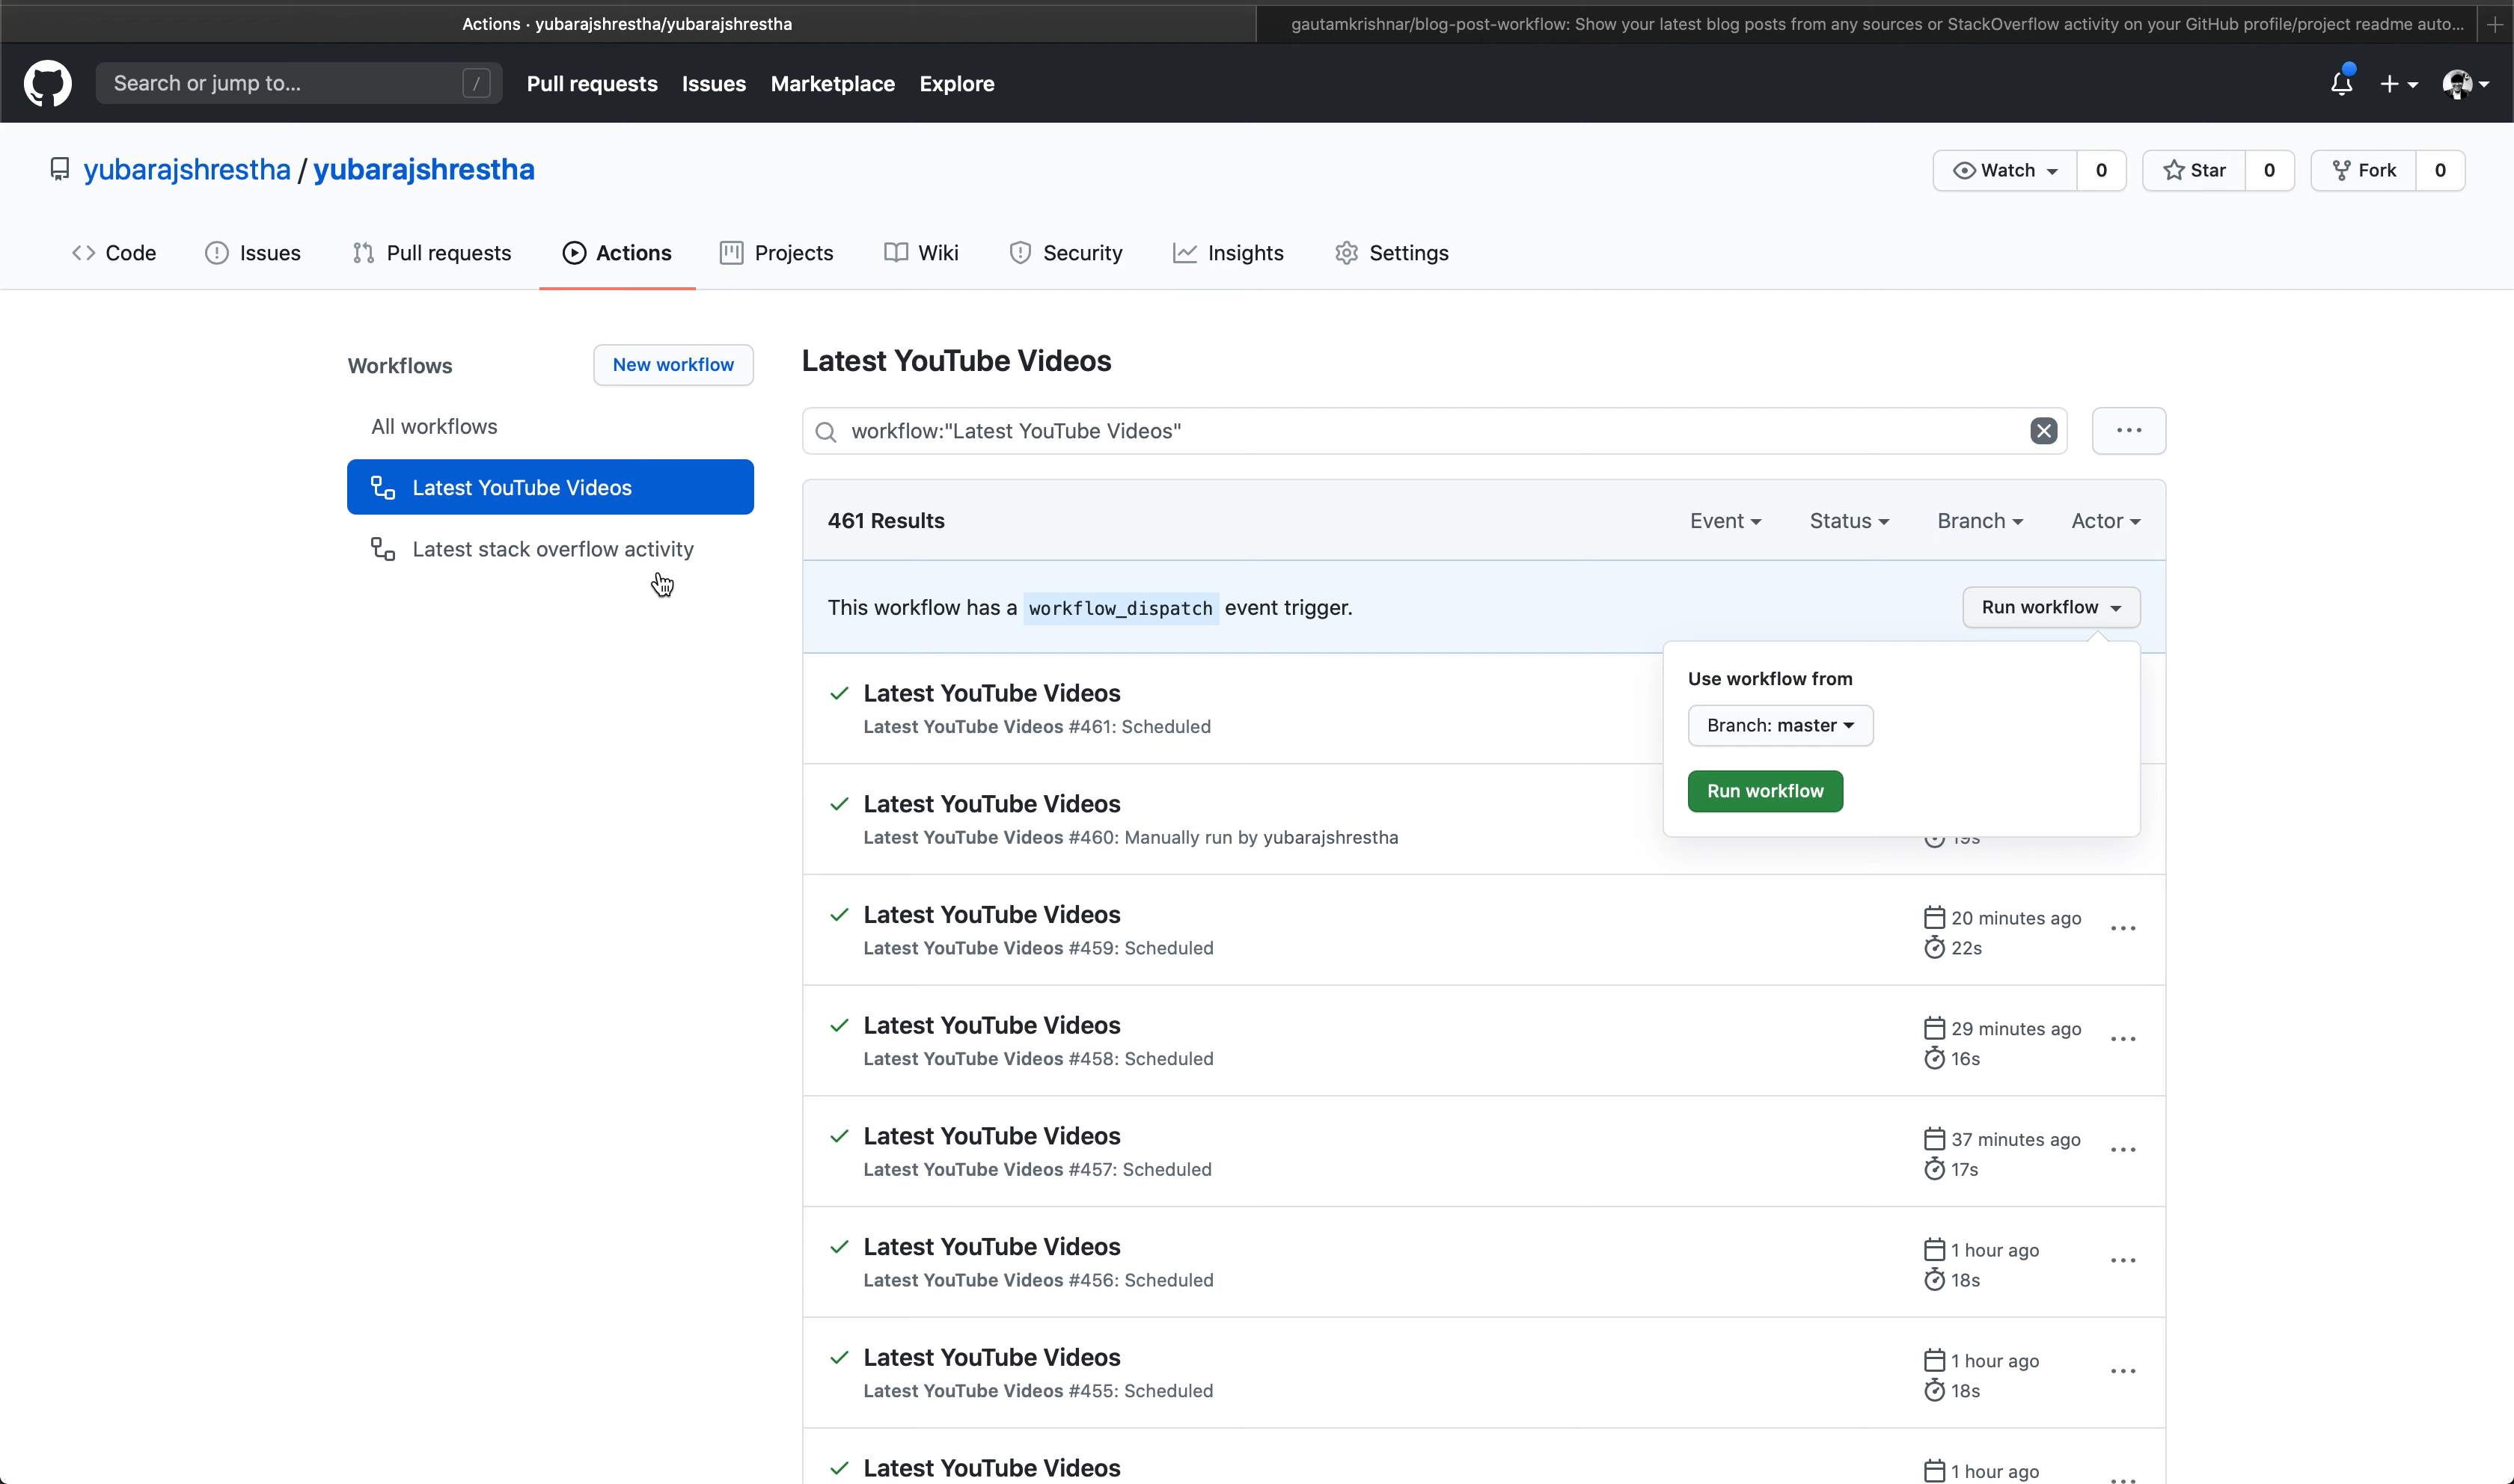 Actions · yubarajshrestha/yubarajshrestha
gautamkrishnar/blog-post-workflow: Show your latest blog posts from any sources or StackOverflow activity on your GitHub profile/project readme auto...
Search or jump to... /
Pull requests Issues Marketplace Explore
yubarajshrestha / yubarajshrestha
Watch 0 Star 0 Fork 0
Code Issues Pull requests Actions Projects Wiki Security Insights Settings
Workflows
New workflow
All workflows
Latest YouTube Videos
Latest stack overflow activity
Latest YouTube Videos
workflow:"Latest YouTube Videos"
461 Results
Event Status Branch Actor
This workflow has a workflow_dispatch event trigger.
Run workflow
Use workflow from
Branch: master
Run workflow
Latest YouTube Videos
Latest YouTube Videos #461: Scheduled
Latest YouTube Videos
Latest YouTube Videos #460: Manually run by yubarajshrestha
19s
Latest YouTube Videos
Latest YouTube Videos #459: Scheduled
20 minutes ago
22s
Latest YouTube Videos
Latest YouTube Videos #458: Scheduled
29 minutes ago
16s
Latest YouTube Videos
Latest YouTube Videos #457: Scheduled
37 minutes ago
17s
Latest YouTube Videos
Latest YouTube Videos #456: Scheduled
1 hour ago
18s
Latest YouTube Videos
Latest YouTube Videos #455: Scheduled
1 hour ago
18s
Latest YouTube Videos
1 hour ago